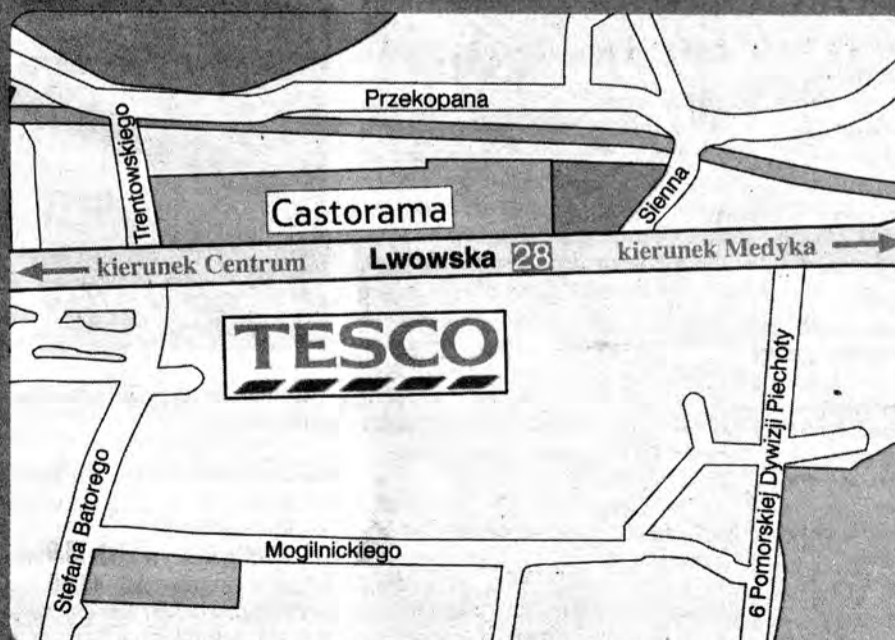 Przekopana
Trentowskiego
Castorama
Sienna
kierunek Centrum
Lwowska 28
kierunek Medyka
TESCO
Stefana Batorego
6 Pomorskiej Dywizji Piechoty
Mogilnickiego